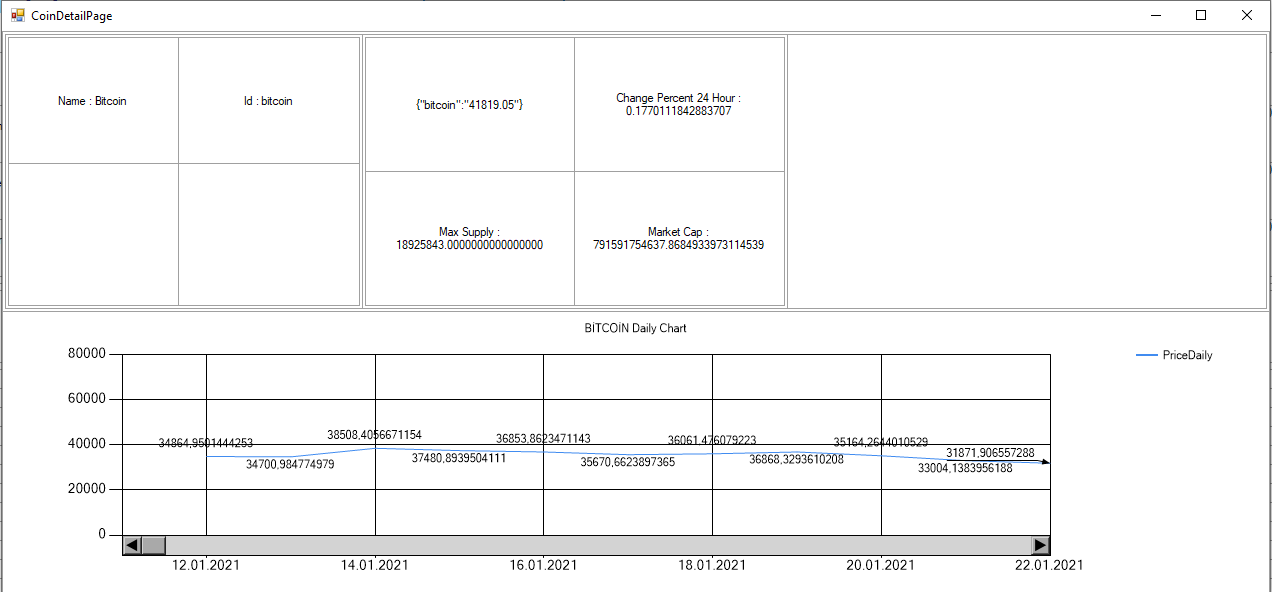 CoinDetailPage
Name : Bitcoin
Id : bitcoin
{"bitcoin":"41819.05"}
Change Percent 24 Hour :
0.1770111842883707
Max Supply :
18925843.0000000000000000
Market Cap :
791591754637.8684933973114539
BİTCOİN Daily Chart
PriceDaily
80000
60000
40000
20000
0
34864,9501444253
34700,984774979
38508,4056671154
37480,8939504111
36853,8623471143
35670,6623897365
36061,476079223
36868,3293610208
35164,2644010529
33004,1383956188
31871,906557288
12.01.2021
14.01.2021
16.01.2021
18.01.2021
20.01.2021
22.01.2021